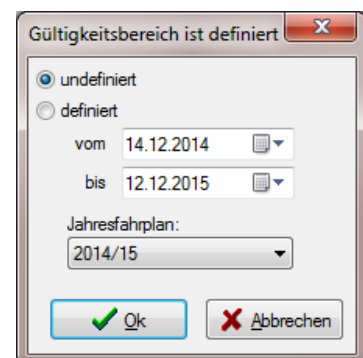 Gültigkeitsbereich ist definiert
undefiniert
definiert
vom 14.12.2014
bis 12.12.2015
Jahresfahrplan:
2014/15
Ok Abbrechen